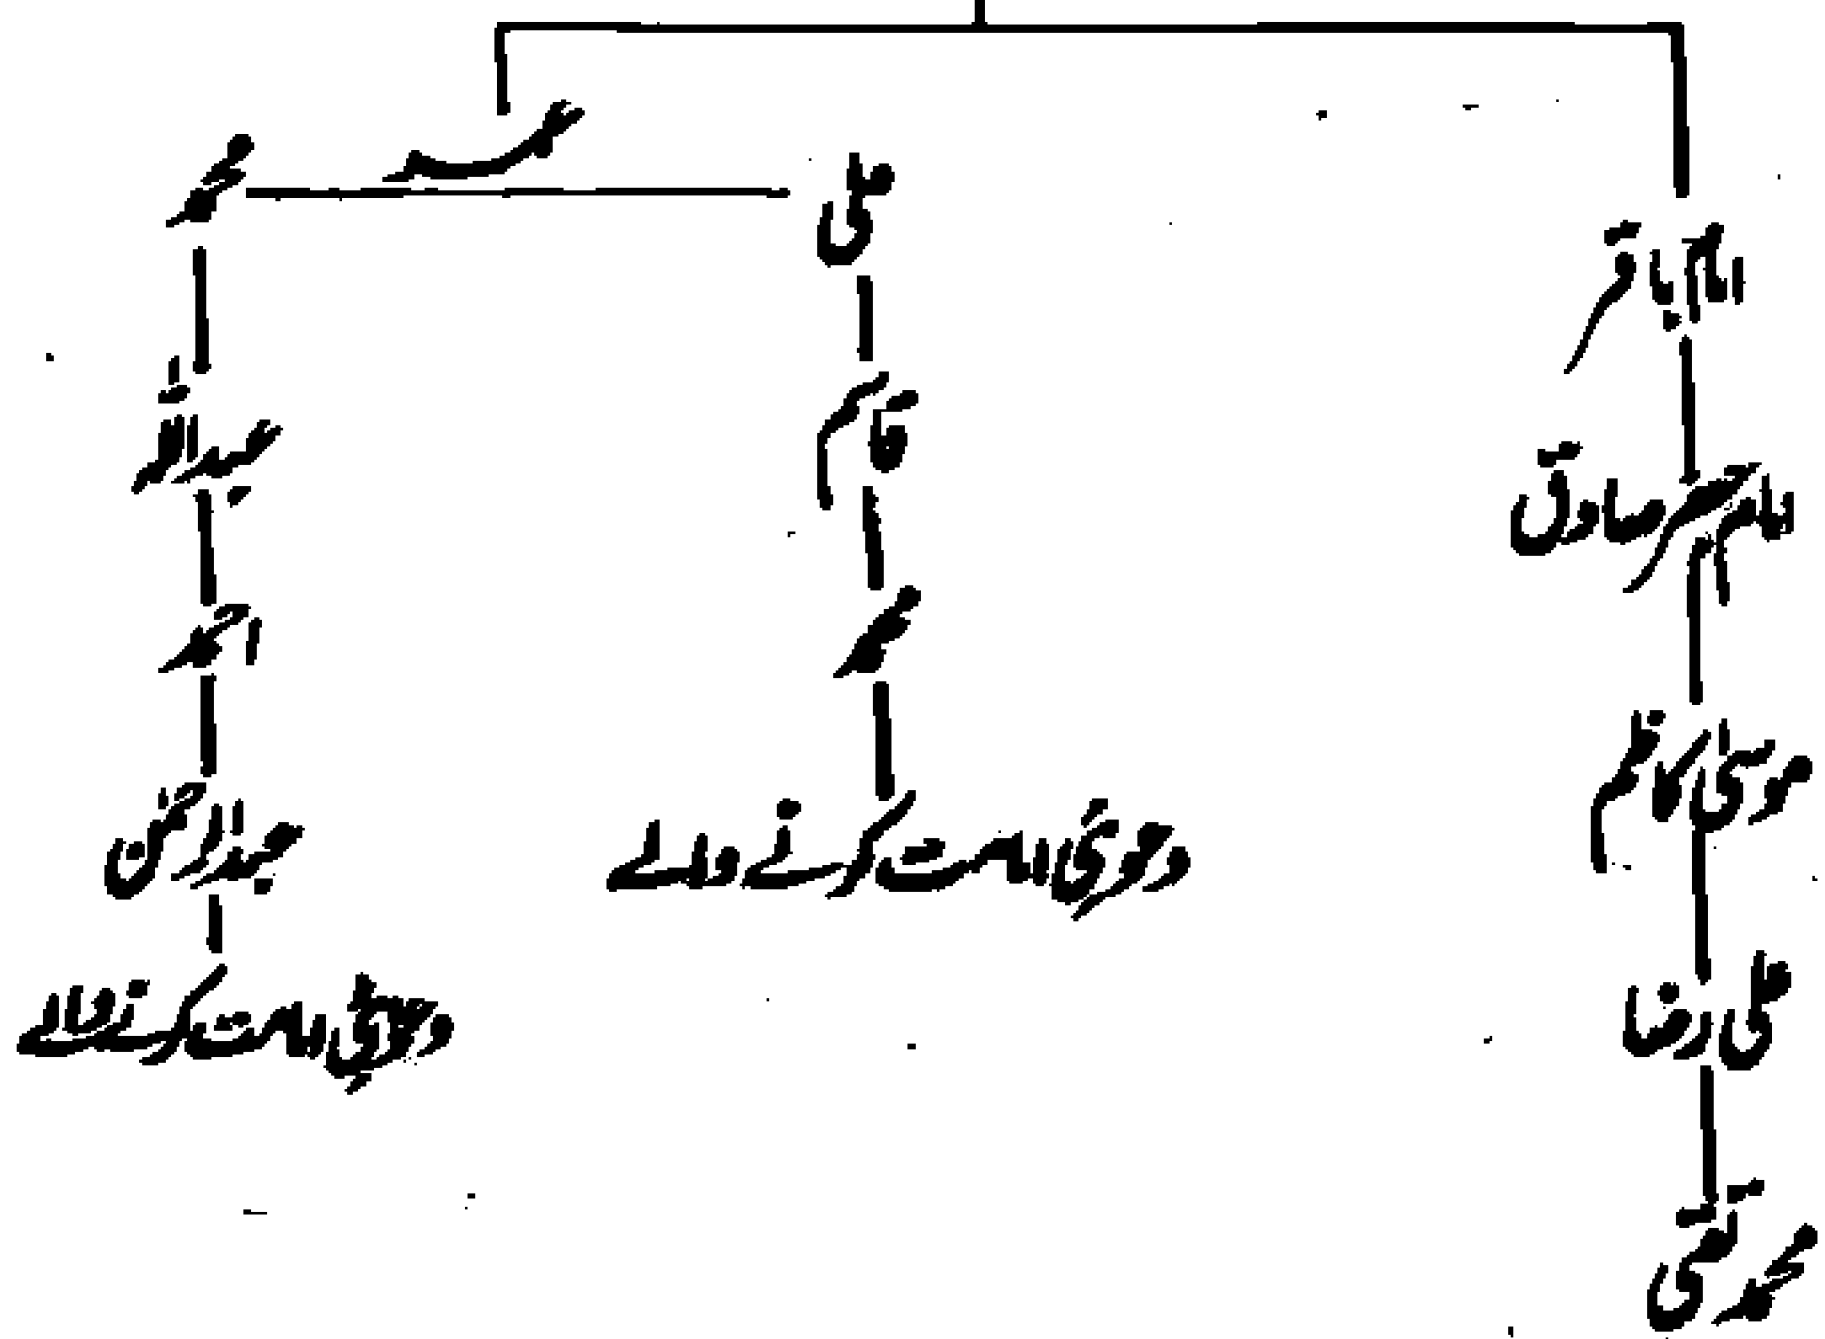 عمر
علی
محمد
امام باقر
قاسم
عبداللہ
امام جعفر صادق
محمد
احمد
موسیٰ کاظم
دعویٰ امامت کرنے والے
عبدالرحمٰن
علی رضا
دعویٰ امامت کرنے والے
محمد تقی